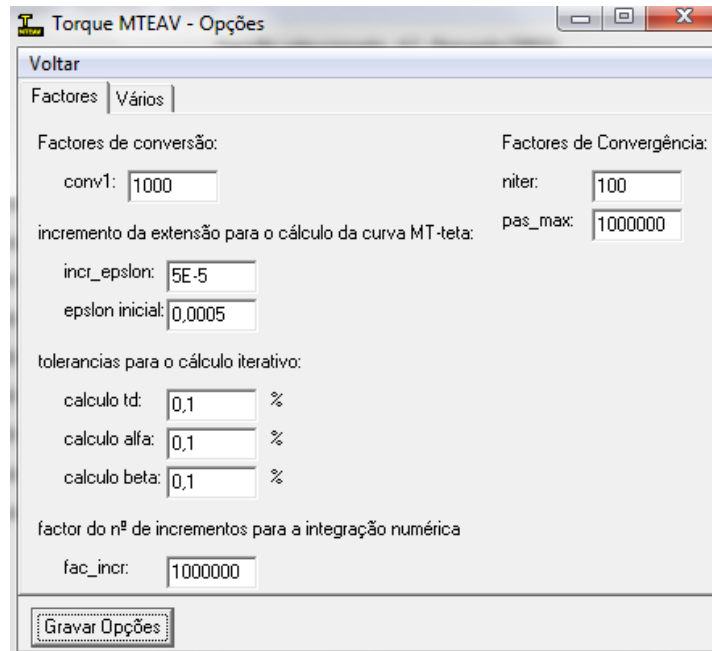 MTEAV
Torque MTEAV - Opções
Voltar
Factores
Vários
Factores de conversão:
conv1: 1000
incremento da extensão para o cálculo da curva MT-teta:
incr_epslon: 5E-5
epslon inicial: 0,0005
tolerancias para o cálculo iterativo:
calculo td: 0,1 %
calculo alfa: 0,1 %
calculo beta: 0,1 %
factor do nº de incrementos para a integração numérica
fac_incr: 1000000
Factores de Convergência:
niter: 100
pas_max: 1000000
Gravar Opções